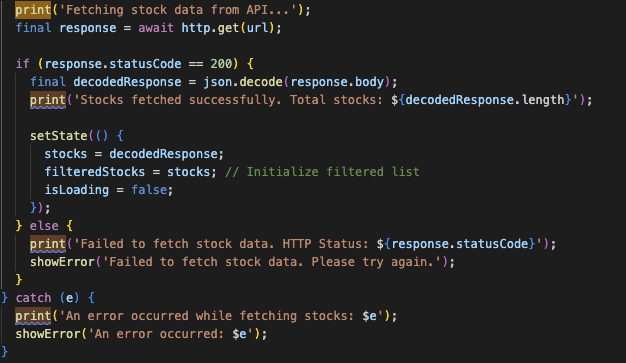 print('Fetching stock data from API...');
final response = await http.get(url);
if (response.statusCode == 200) {
final decodedResponse = json.decode(response.body);
print('Stocks fetched successfully. Total stocks: ${decodedResponse.length}');
setState(() {
stocks = decodedResponse;
filteredStocks = stocks; // Initialize filtered list
isLoading = false;
});
} else {
print('Failed to fetch stock data. HTTP Status: ${response.statusCode}');
showError('Failed to fetch stock data. Please try again.');
}
} catch (e) {
print('An error occurred while fetching stocks: $e');
showError('An error occurred: $e');
}